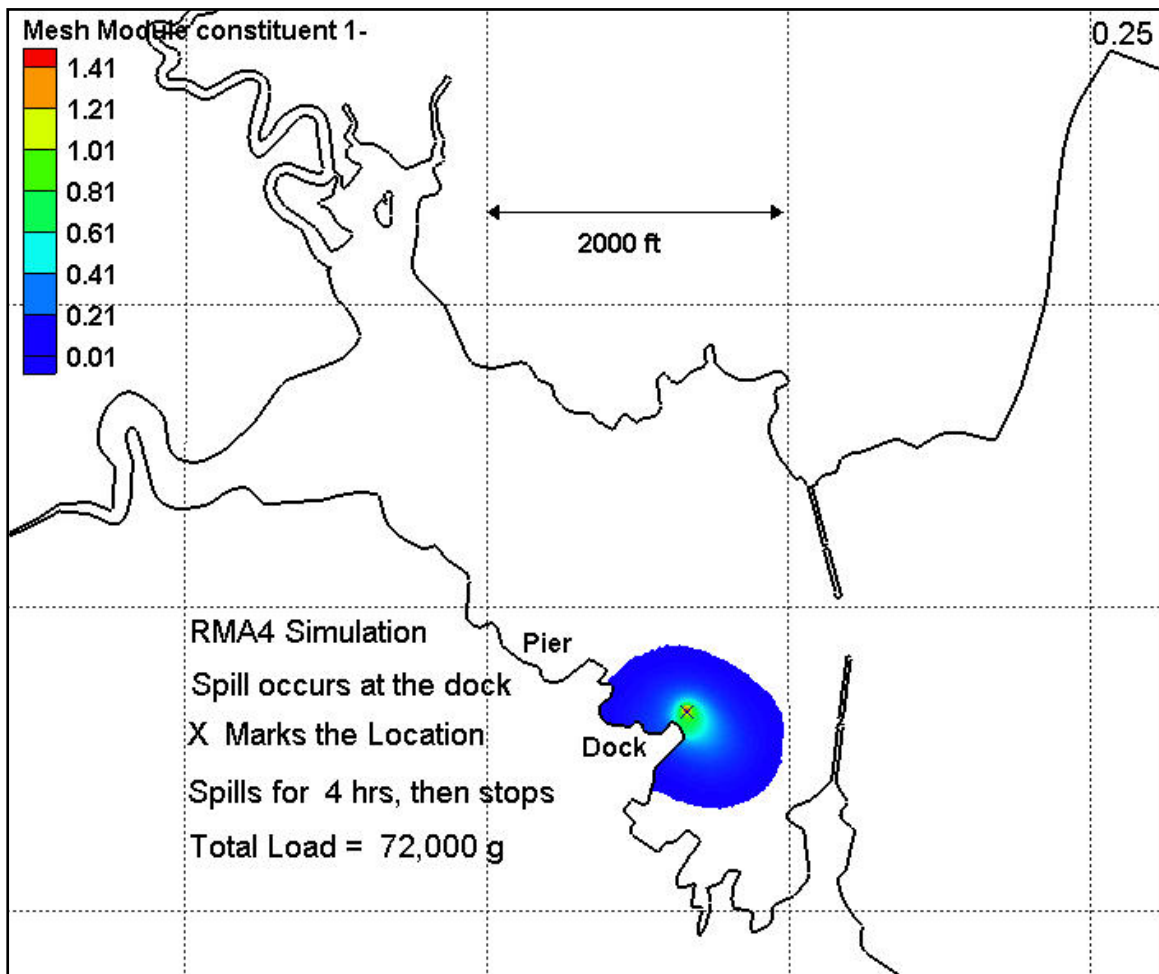 Mesh Module constituent 1-
0.25
1.41
1.21
1.01
0.81
0.61
0.41
0.21
0.01
2000 ft
RMA4 Simulation
Pier
Spill occurs at the dock
X Marks the Location
Dock
Spills for 4 hrs, then stops
Total Load = 72,000 g